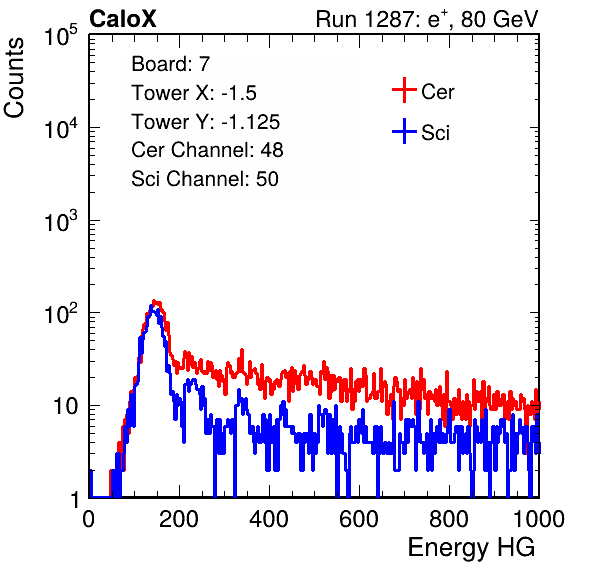 CaloX Run 1287: e⁺, 80 GeV
Counts
10⁵
10⁴
10³
10²
10
1
Board: 7
Tower X: -1.5
Tower Y: -1.125
Cer Channel: 48
Sci Channel: 50
Cer
Sci
0 200 400 600 800 1000
Energy HG